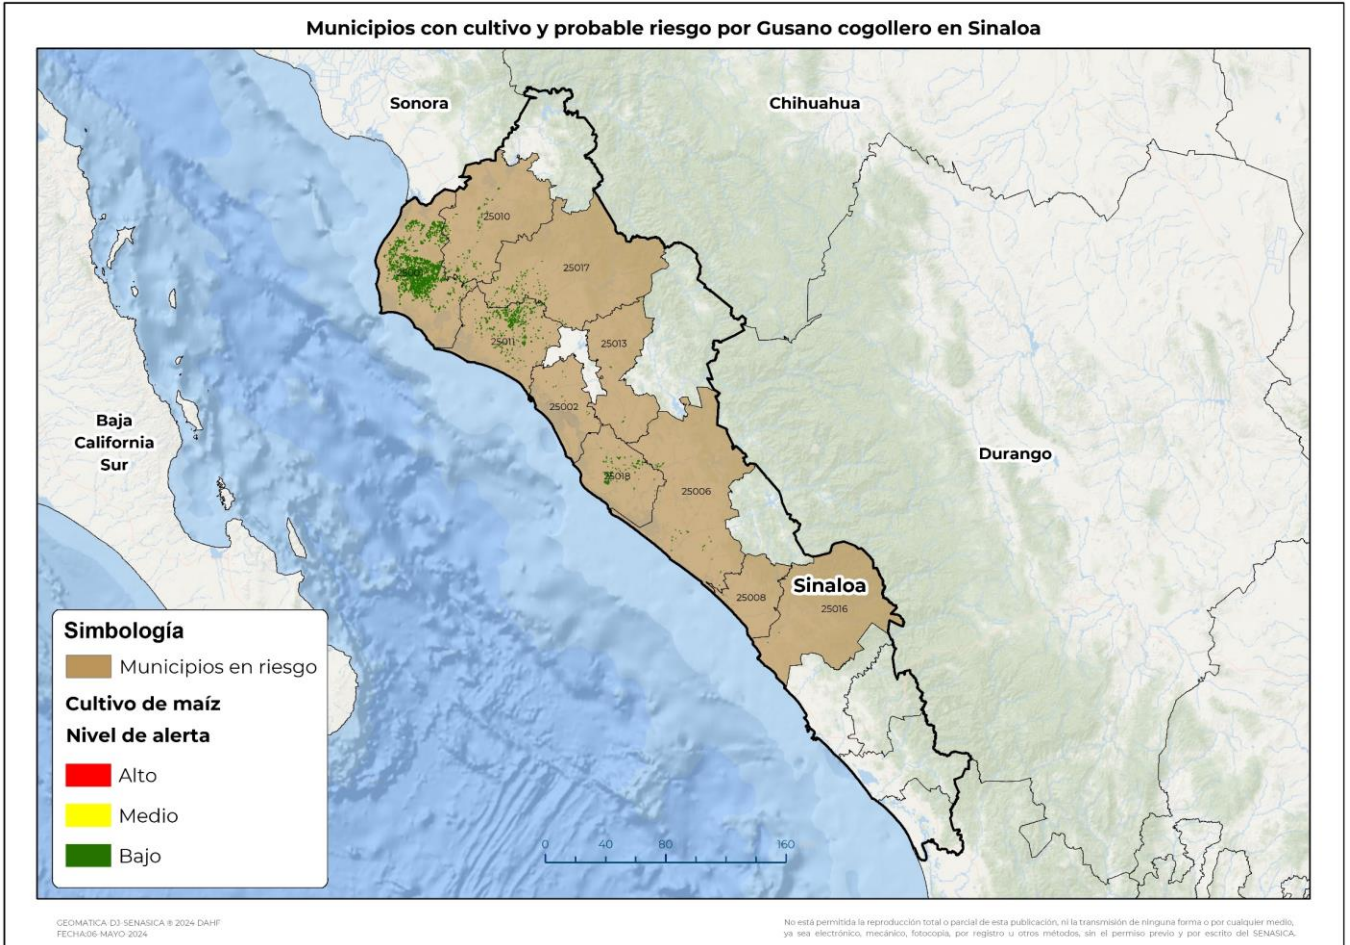 Municipios con cultivo y probable riesgo por Gusano cogollero en Sinaloa
Sonora
Chihuahua
25010
25017
25011
25013
25002
Baja
California
Sur
Durango
25018
25006
Sinaloa
25008
25016
Simbología
Municipios en riesgo
Cultivo de maíz
Nivel de alerta
Alto
Medio
Bajo
0 40 80 160
GEOMATICA-DJ-SENASICA ® 2024 DAHF
FECHA:06-MAYO-2024
No está permitida la reproducción total o parcial de esta publicación, ni la transmisión de ninguna forma o por cualquier medio,
ya sea electrónico, mecánico, fotocopia, por registro u otros métodos, sin el permiso previo y por escrito del SENASICA.